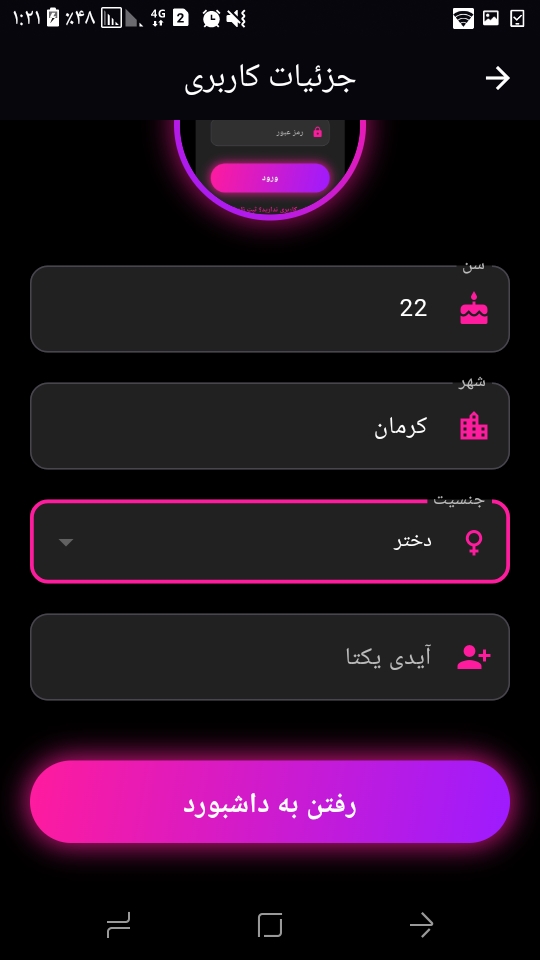 ۱:۲۱ ٪۴۸ 4G 2
جزئیات کاربری
رمز عبور
ورود
سن
22
شهر
کرمان
جنسیت
دختر
آیدی یکتا
رفتن به داشبورد